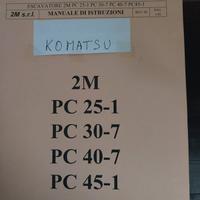 ESCAVATORE 2M PC 25-1 PC 30-7 PC 40-7 PC45-1
2M s.r.l. MANUALE DI ISTRUZIONI
KOMATSU
2M
PC 25-1
PC 30-7
PC 40-7
PC 45-1